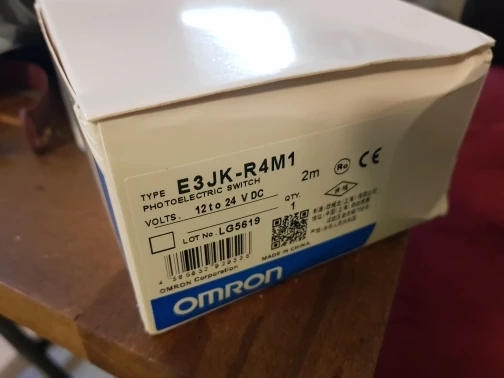 TYPE E3JK-R4M1 2m CE
PHOTOELECTRIC SWITCH
VOLTS. 12 to 24 V DC QTY. 1
LOT No. LG5619
MADE IN CHINA
OMRON Corporation
OMRON